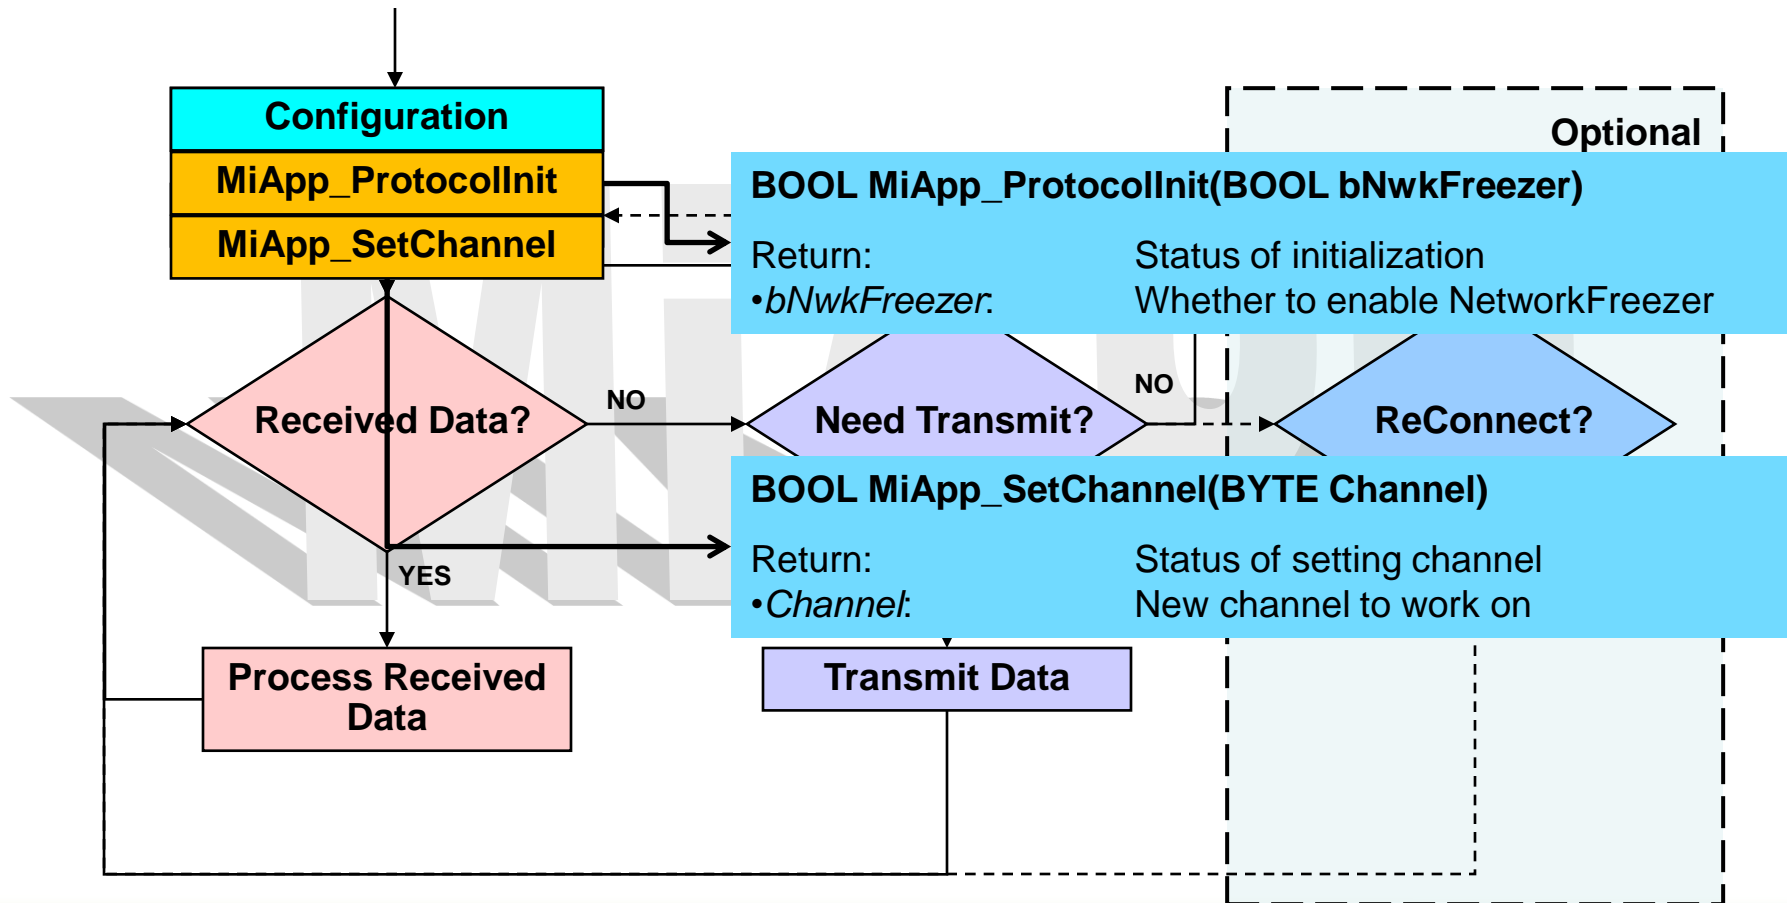 Configuration
Optional
MiApp_ProtocolInit
MiApp_SetChannel
BOOL MiApp_ProtocolInit(BOOL bNwkFreezer)
Return: Status of initialization
•bNwkFreezer: Whether to enable NetworkFreezer
Received Data?
NO
Need Transmit?
NO
ReConnect?
BOOL MiApp_SetChannel(BYTE Channel)
Return: Status of setting channel
•Channel: New channel to work on
YES
Process Received
Data
Transmit Data